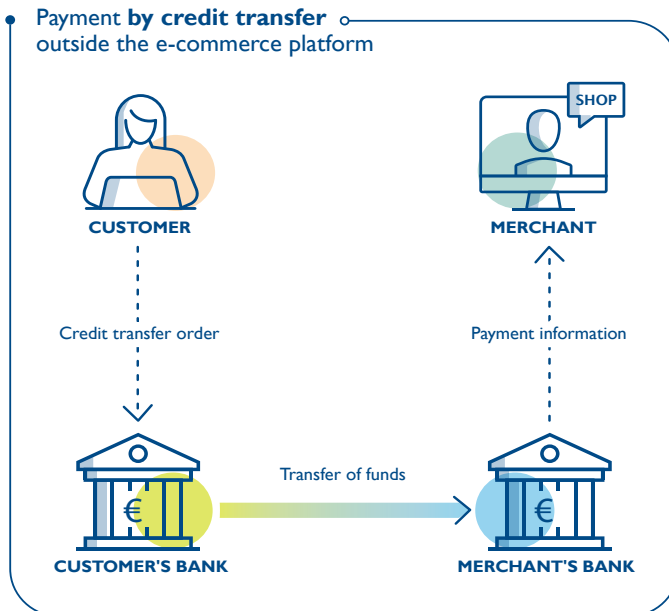 Payment by credit transfer
outside the e-commerce platform
SHOP
CUSTOMER
MERCHANT
Credit transfer order
Payment information
Transfer of funds
€
€
CUSTOMER'S BANK
MERCHANT'S BANK